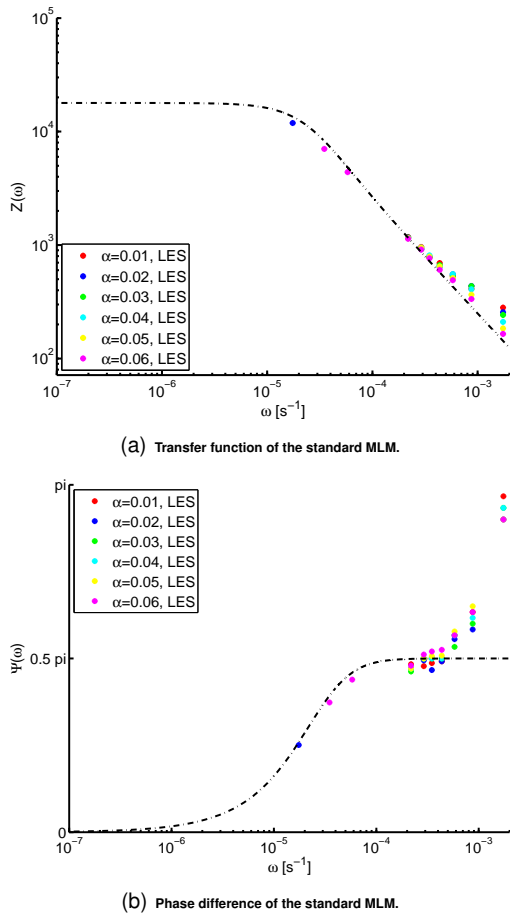 10^5
10^4
10^3
10^2
Z(ω)
α=0.01, LES
α=0.02, LES
α=0.03, LES
α=0.04, LES
α=0.05, LES
α=0.06, LES
10^-7 10^-6 10^-5 10^-4 10^-3
ω [s^-1]
(a) Transfer function of the standard MLM.
pi
0.5 pi
0
Ψ(ω)
α=0.01, LES
α=0.02, LES
α=0.03, LES
α=0.04, LES
α=0.05, LES
α=0.06, LES
10^-7 10^-6 10^-5 10^-4 10^-3
ω [s^-1]
(b) Phase difference of the standard MLM.